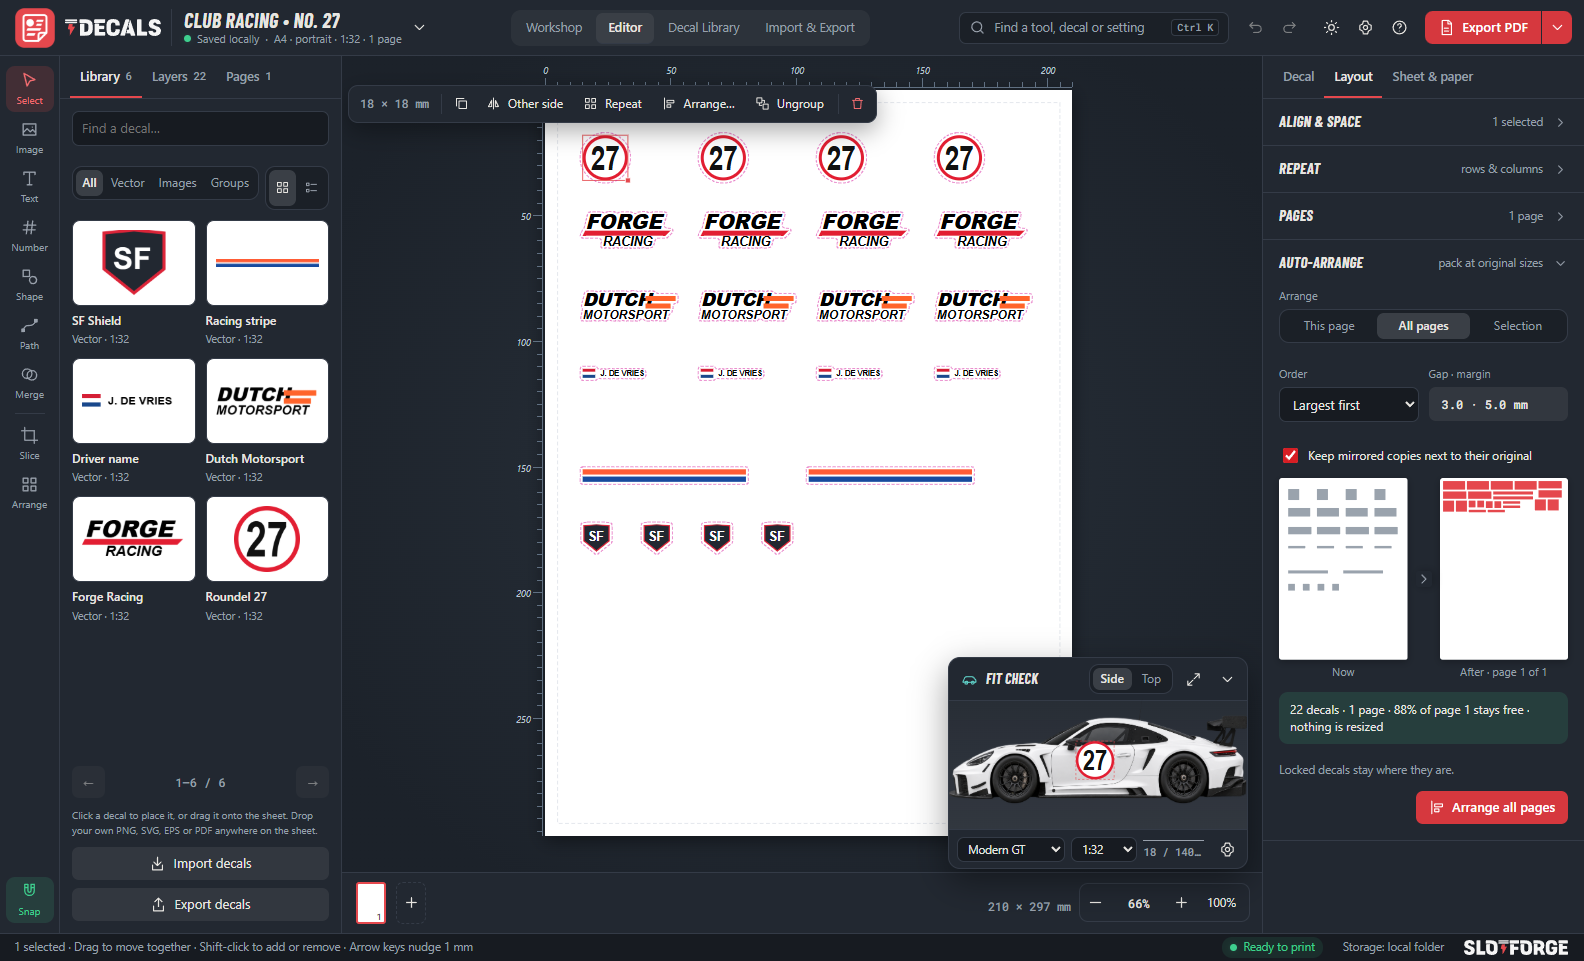 DECALS
CLUB RACING • NO. 27
Saved locally · A4 · portrait · 1:32 · 1 page
Workshop
Editor
Decal Library
Import & Export
Find a tool, decal or setting
Ctrl K
Export PDF
Select
Image
Text
Number
Shape
Path
Merge
Slice
Arrange
Snap
Library 6
Layers 22
Pages 1
Find a decal...
All
Vector
Images
Groups
SF
SF Shield
Vector · 1:32
Racing stripe
Vector · 1:32
J. DE VRIES
Driver name
Vector · 1:32
DUTCH
MOTORSPORT
Dutch Motorsport
Vector · 1:32
FORGE
RACING
Forge Racing
Vector · 1:32
27
Roundel 27
Vector · 1:32
← 1–6 / 6 →
Click a decal to place it, or drag it onto the sheet. Drop
your own PNG, SVG, EPS or PDF anywhere on the sheet.
Import decals
Export decals
0 50 100 150 200
18 × 18 mm
Other side
Repeat
Arrange...
Ungroup
50
100
150
200
250
27 27 27 27
FORGE FORGE FORGE FORGE
RACING RACING RACING RACING
DUTCH DUTCH DUTCH DUTCH
MOTORSPORT MOTORSPORT MOTORSPORT MOTORSPORT
J. DE VRIES J. DE VRIES J. DE VRIES J. DE VRIES
SF SF SF SF
FIT CHECK
Side
Top
27
Modern GT
1:32
18 / 140…
1
+
210 × 297 mm
66%
100%
Decal
Layout
Sheet & paper
ALIGN & SPACE
1 selected
REPEAT
rows & columns
PAGES
1 page
AUTO-ARRANGE
pack at original sizes
Arrange
This page
All pages
Selection
Order
Gap · margin
Largest first
3.0 · 5.0 mm
Keep mirrored copies next to their original
Now
After · page 1 of 1
22 decals · 1 page · 88% of page 1 stays free ·
nothing is resized
Locked decals stay where they are.
Arrange all pages
1 selected · Drag to move together · Shift-click to add or remove · Arrow keys nudge 1 mm
Ready to print
Storage: local folder
SLOTFORGE